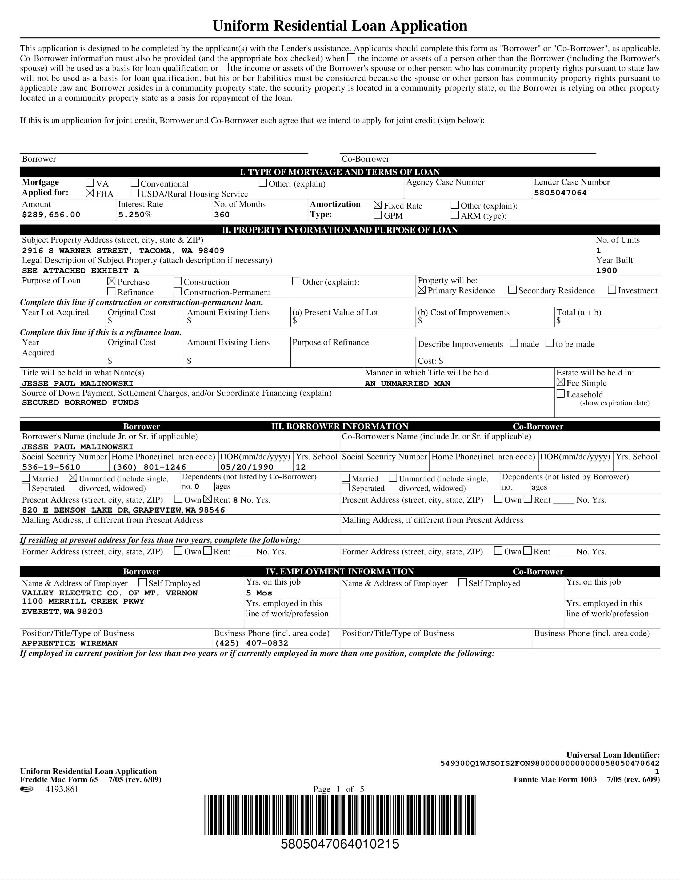 Uniform Residential Loan Application
This application is designed to be completed by the applicant(s) with the Lender's assistance. Applicants should complete this form as "Borrower" or "Co-Borrower", as applicable.
Co-Borrower information must also be provided (and the appropriate box checked) when the income or assets of a person other than the Borrower (including the Borrower's
spouse) will be used as a basis for loan qualification or the income or assets of the Borrower's spouse or other person who has community property rights pursuant to state law
will not be used as a basis for loan qualification, but his or her liabilities must be considered because the spouse or other person has community property rights pursuant to
applicable law and Borrower resides in a community property state, the security property is located in a community property state, or the Borrower is relying on other property
located in a community property state as a basis for repayment of the loan.
If this is an application for joint credit, Borrower and Co-Borrower each agree that we intend to apply for joint credit (sign below):
Borrower Co-Borrower
I. TYPE OF MORTGAGE AND TERMS OF LOAN
Mortgage VA Conventional Other: (explain) Agency Case Number Lender Case Number
Applied for: FHA USDA/Rural Housing Service 5805047064
Amount Interest Rate No. of Months Amortization Fixed Rate Other (explain):
$289,656.00 5.250% 360 Type: GPM ARM (type):
II. PROPERTY INFORMATION AND PURPOSE OF LOAN
Subject Property Address (street, city, state & ZIP) No. of Units
2916 S WARNER STREET, TACOMA, WA 98409 1
Legal Description of Subject Property (attach description if necessary) Year Built
SEE ATTACHED EXHIBIT A 1900
Purpose of Loan Purchase Construction Other (explain): Property will be:
Refinance Construction-Permanent Primary Residence Secondary Residence Investment
Complete this line if construction or construction-permanent loan.
Year Lot Acquired Original Cost Amount Existing Liens (a) Present Value of Lot (b) Cost of Improvements Total (a + b)
$ $ $ $ $
Complete this line if this is a refinance loan.
Year Original Cost Amount Existing Liens Purpose of Refinance Describe Improvements made to be made
Acquired
$ $ Cost: $
Title will be held in what Name(s) Manner in which Title will be held Estate will be held in:
JESSE PAUL MALINOWSKI AN UNMARRIED MAN Fee Simple
Source of Down Payment, Settlement Charges, and/or Subordinate Financing (explain) Leasehold
SECURED BORROWED FUNDS (show expiration date)
Borrower III. BORROWER INFORMATION Co-Borrower
Borrower's Name (include Jr. or Sr. if applicable) Co-Borrower's Name (include Jr. or Sr. if applicable)
JESSE PAUL MALINOWSKI
Social Security Number Home Phone(incl. area code) DOB(mm/dd/yyyy) Yrs. School Social Security Number Home Phone(incl. area code) DOB(mm/dd/yyyy) Yrs. School
536-19-5610 (360) 801-1246 05/20/1990 12
Married Unmarried (include single, Dependents (not listed by Co-Borrower) Married Unmarried (include single, Dependents (not listed by Borrower)
Separated divorced, widowed) no. 0 ages Separated divorced, widowed) no. ages
Present Address (street, city, state, ZIP) Own Rent 8 No. Yrs. Present Address (street, city, state, ZIP) Own Rent No. Yrs.
820 E BENSON LAKE DR, GRAPEVIEW, WA 98546
Mailing Address, if different from Present Address Mailing Address, if different from Present Address
If residing at present address for less than two years, complete the following:
Former Address (street, city, state, ZIP) Own Rent No. Yrs. Former Address (street, city, state, ZIP) Own Rent No. Yrs.
Borrower IV. EMPLOYMENT INFORMATION Co-Borrower
Name & Address of Employer Self Employed Yrs. on this job Name & Address of Employer Self Employed Yrs. on this job
VALLEY ELECTRIC CO. OF MT. VERNON 5 Mos
1100 MERRILL CREEK PKWY Yrs. employed in this Yrs. employed in this
EVERETT, WA 98203 line of work/profession line of work/profession
Position/Title/Type of Business Business Phone (incl. area code) Position/Title/Type of Business Business Phone (incl. area code)
APPRENTICE WIREMAN (425) 407-0832
If employed in current position for less than two years or if currently employed in more than one position, complete the following:
Universal Loan Identifier:
1
Uniform Residential Loan Application
Freddie Mac Form 65 7/05 (rev. 6/09) Fannie Mae Form 1003 7/05 (rev. 6/09)
4193.861 Page 1 of 5
5805047064010215